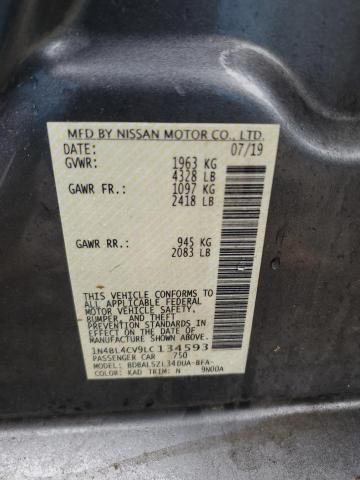 MFD BY NISSAN MOTOR CO., LTD.
DATE: 07/19
GVWR: 1963 KG
4328 LB
GAWR FR.: 1097 KG
2418 LB
GAWR RR.: 945 KG
2083 LB
THIS VEHICLE CONFORMS TO
ALL APPLICABLE FEDERAL
MOTOR VEHICLE SAFETY,
BUMPER, AND THEFT
PREVENTION STANDARDS
IN EFFECT ON THE DATE OF
MANUFACTURE SHOWN ABOVE.
1N4BL4CV9LC134593
PASSENGER CAR 750
MODEL: BDBALSZL34DUA-BFA-
COLOR: KAD TRIM: N 9N00A